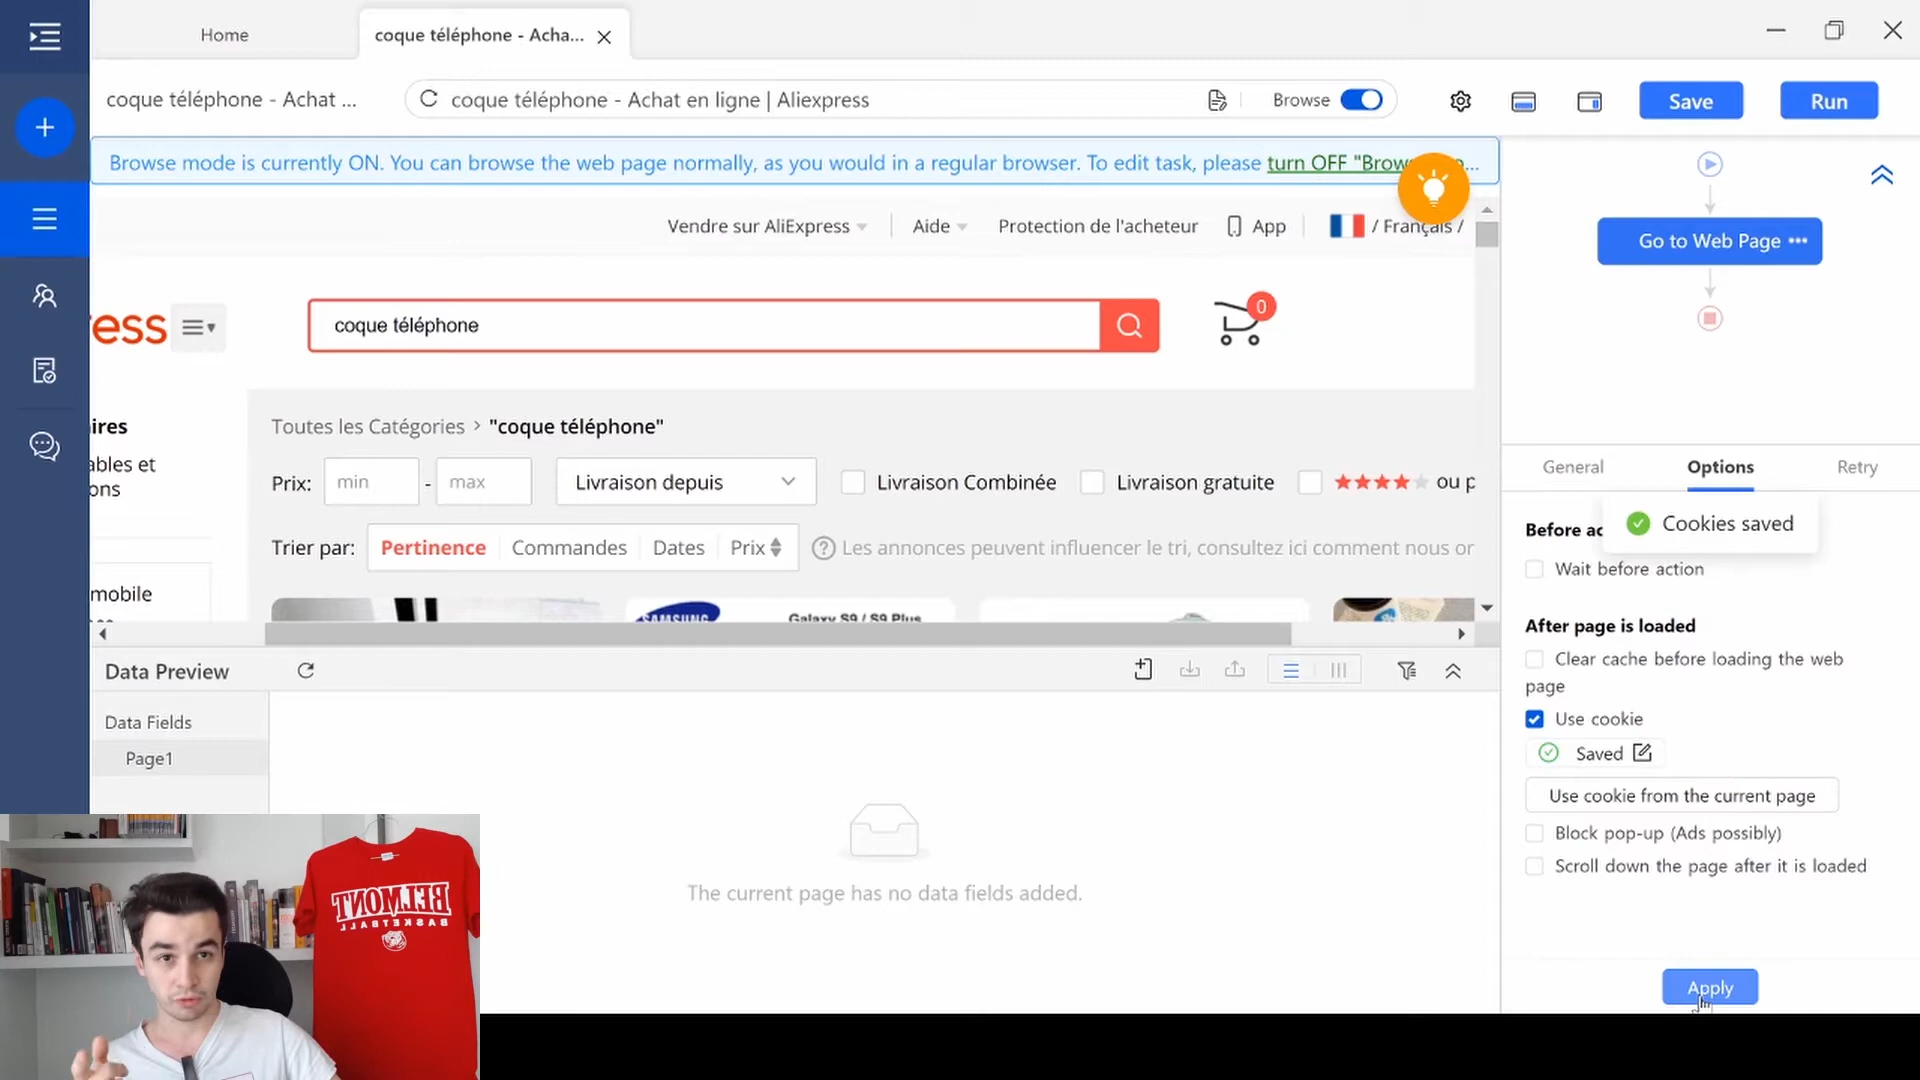 Home
coque téléphone - Acha...
coque téléphone - Achat ...
coque téléphone - Achat en ligne | Aliexpress
Browse
Save
Run
Browse mode is currently ON. You can browse the web page normally, as you would in a regular browser. To edit task, please turn OFF "Brow
Vendre sur AliExpress
Aide
Protection de l'acheteur
App
/ Français /
Go to Web Page •••
ress
coque téléphone
0
Toutes les Catégories > "coque téléphone"
ires
ables et
ons
mobile
Prix:
min
-
max
Livraison depuis
Livraison Combinée
Livraison gratuite
ou p
Trier par:
Pertinence
Commandes
Dates
Prix
Les annonces peuvent influencer le tri, consultez ici comment nous or
SAMSUNG
Galaxy S9 / S9 Plus
General
Options
Retry
Cookies saved
Before ac
Wait before action
After page is loaded
Clear cache before loading the web
page
Use cookie
Saved
Use cookie from the current page
Block pop-up (Ads possibly)
Scroll down the page after it is loaded
Apply
Data Preview
Data Fields
Page1
The current page has no data fields added.
BELMONT
BASKETBALL